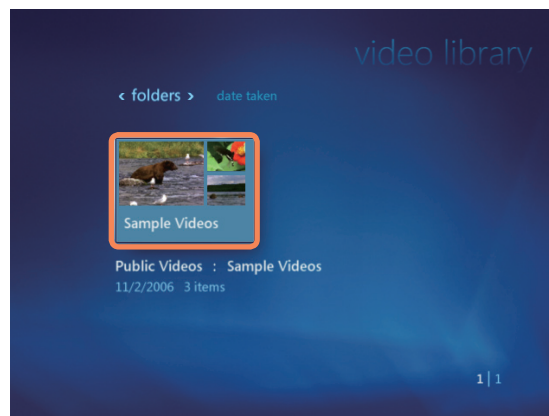 video library
‹ folders ›   date taken
Sample Videos
Public Videos : Sample Videos
11/2/2006 3 items
1 | 1